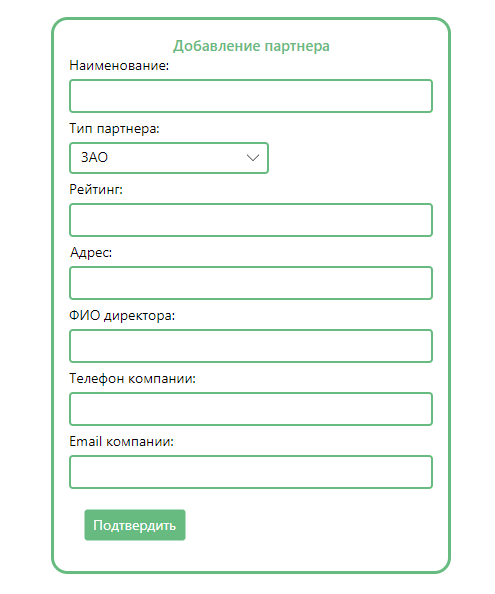 Добавление партнера
Наименование:
Тип партнера:
ЗАО
Рейтинг:
Адрес:
ФИО директора:
Телефон компании:
Email компании:
Подтвердить